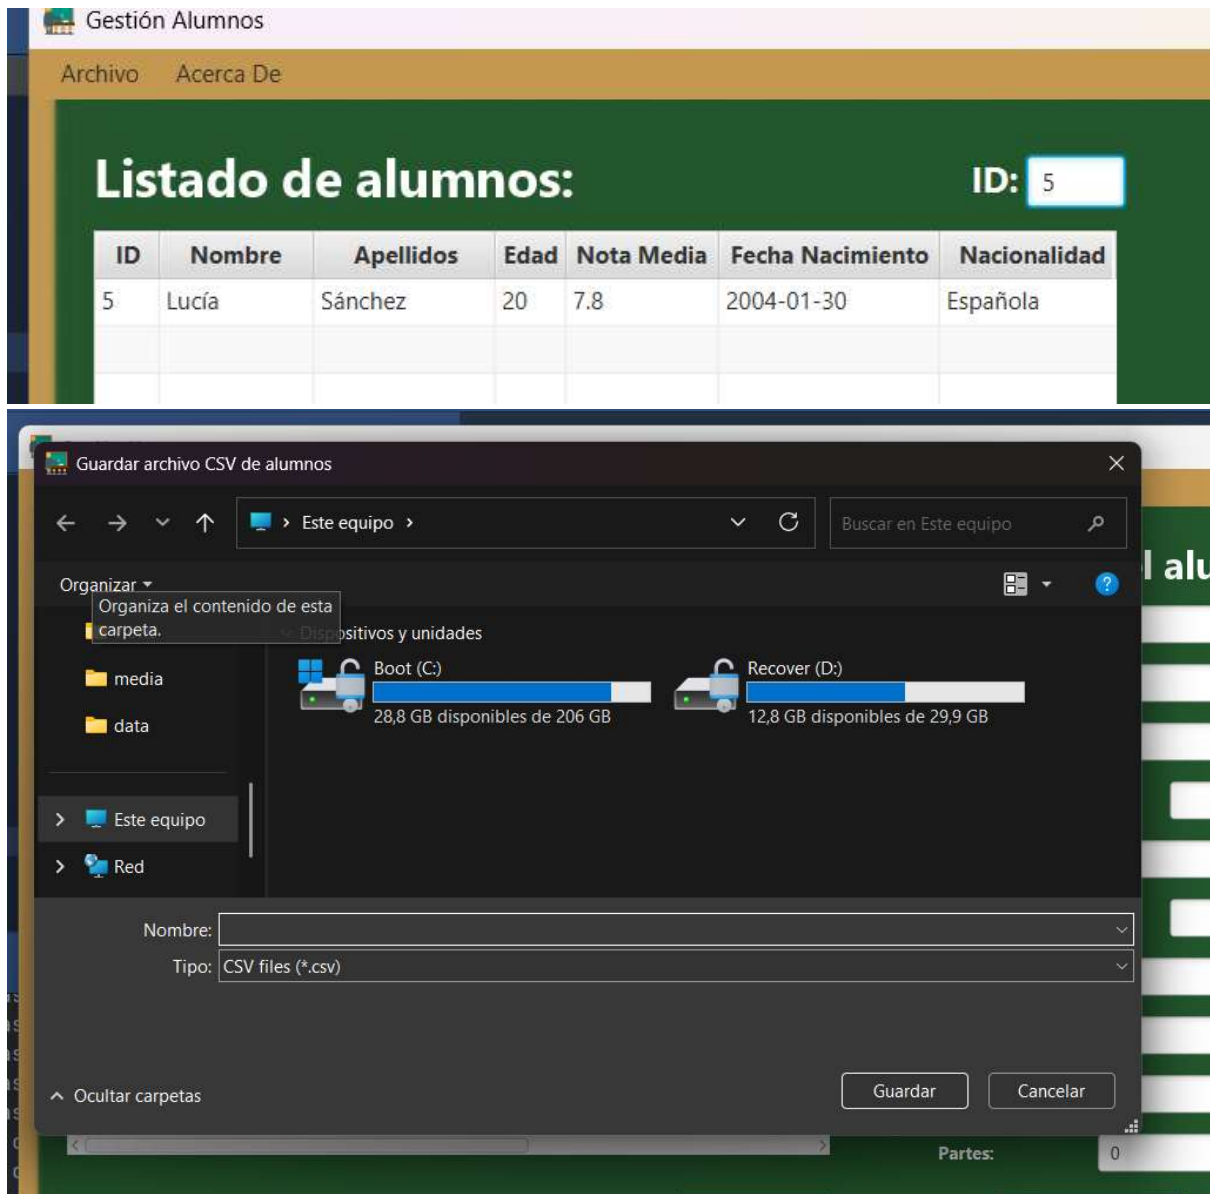 Gestión Alumnos
Archivo Acerca De
Listado de alumnos: ID: 5
ID Nombre Apellidos Edad Nota Media Fecha Nacimiento Nacionalidad
5 Lucía Sánchez 20 7.8 2004-01-30 Española
Guardar archivo CSV de alumnos
Este equipo
Buscar en Este equipo
Organizar
Organiza el contenido de esta
carpeta.
Dispositivos y unidades
media
data
Boot (C:)
28,8 GB disponibles de 206 GB
Recover (D:)
12,8 GB disponibles de 29,9 GB
Este equipo
Red
l alu
Nombre:
Tipo: CSV files (*.csv)
Ocultar carpetas
Guardar Cancelar
Partes: 0